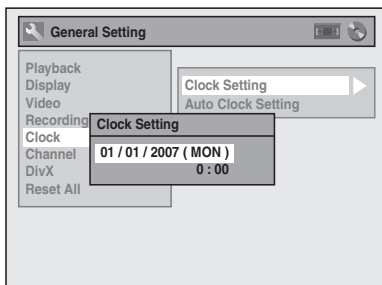 General Setting
Playback
Display
Video
Recording
Clock
Channel
DivX
Reset All
Clock Setting
Auto Clock Setting
Clock Setting
01 / 01 / 2007 ( MON )
0 : 00